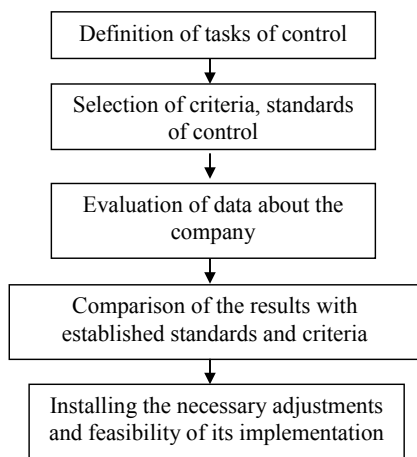 Definition of tasks of control
Selection of criteria, standards
of control
Evaluation of data about the
company
Comparison of the results with
established standards and criteria
Installing the necessary adjustments
and feasibility of its implementation